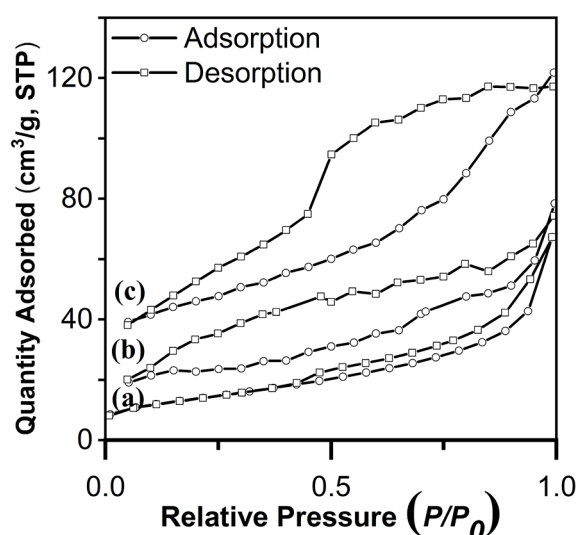 Adsorption
Desorption
Quantity Adsorbed (cm³/g, STP)
120
80
40
0
(c)
(b)
(a)
0.0
0.5
1.0
Relative Pressure (P/P₀)